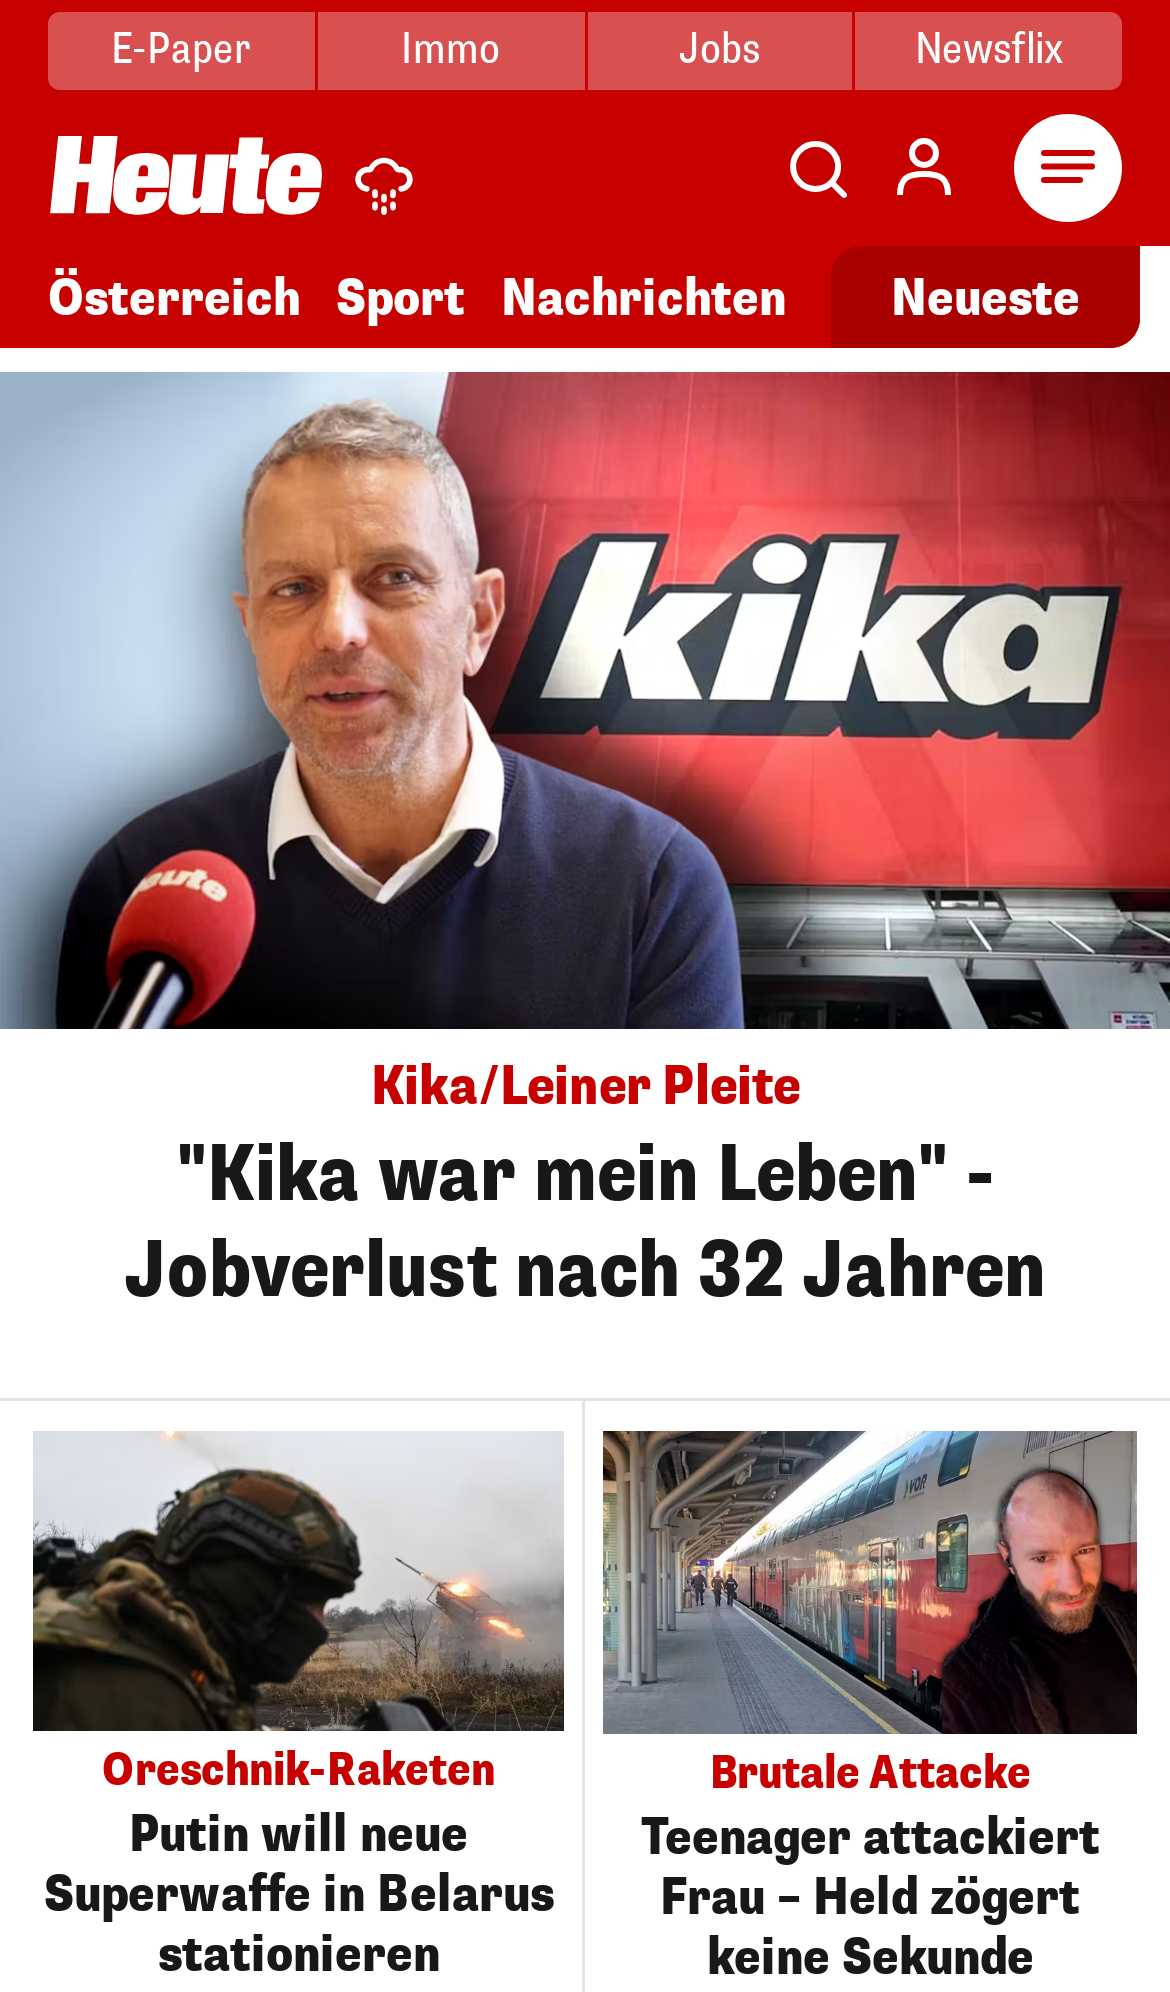 E-Paper
Immo
Jobs
Newsflix
Heute
Österreich
Sport
Nachrichten
Neueste
kika
heute
Kika/Leiner Pleite
"Kika war mein Leben" -
Jobverlust nach 32 Jahren
VOR
Oreschnik-Raketen
Putin will neue
Superwaffe in Belarus
stationieren
Brutale Attacke
Teenager attackiert
Frau – Held zögert
keine Sekunde